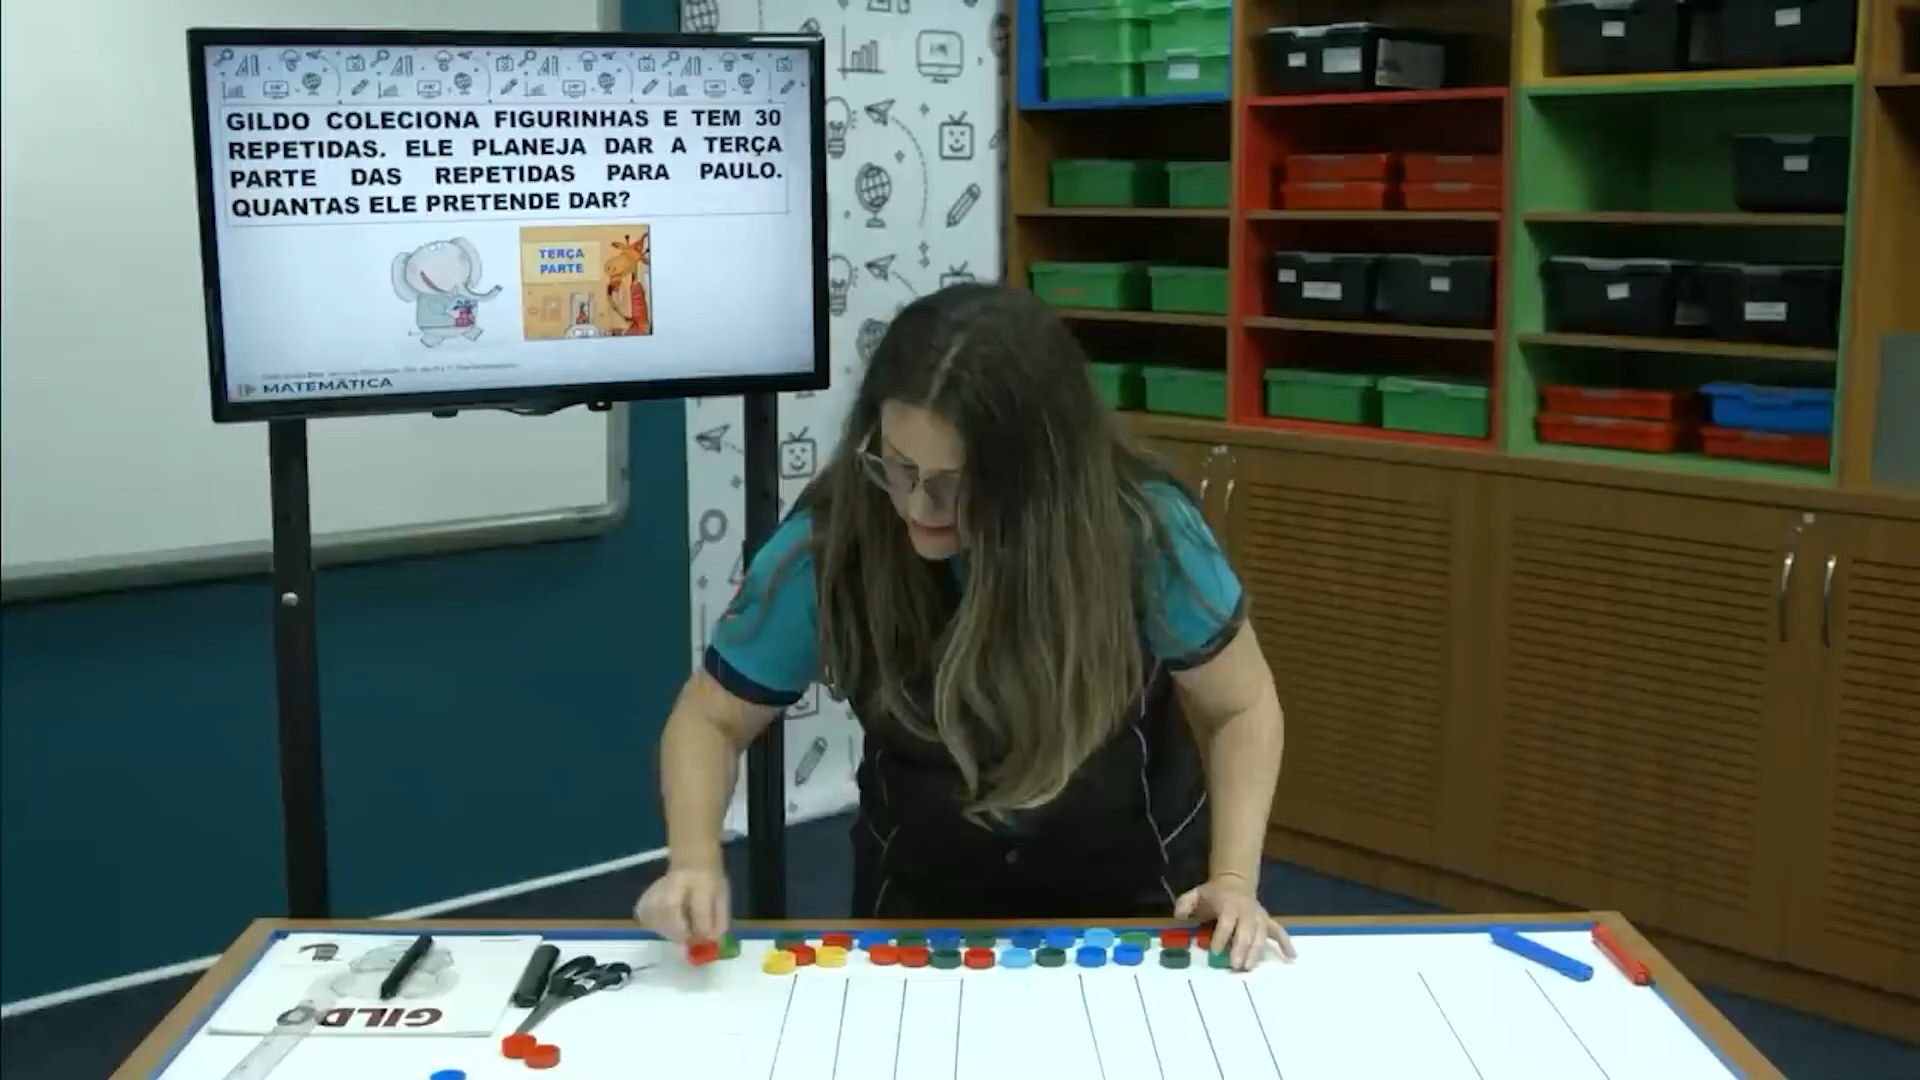 GILDO COLECIONA FIGURINHAS E TEM 30
REPETIDAS. ELE PLANEJA DAR A TERÇA
PARTE DAS REPETIDAS PARA PAULO.
QUANTAS ELE PRETENDE DAR?
TERÇA
PARTE
MATEMÁTICA
GILDO